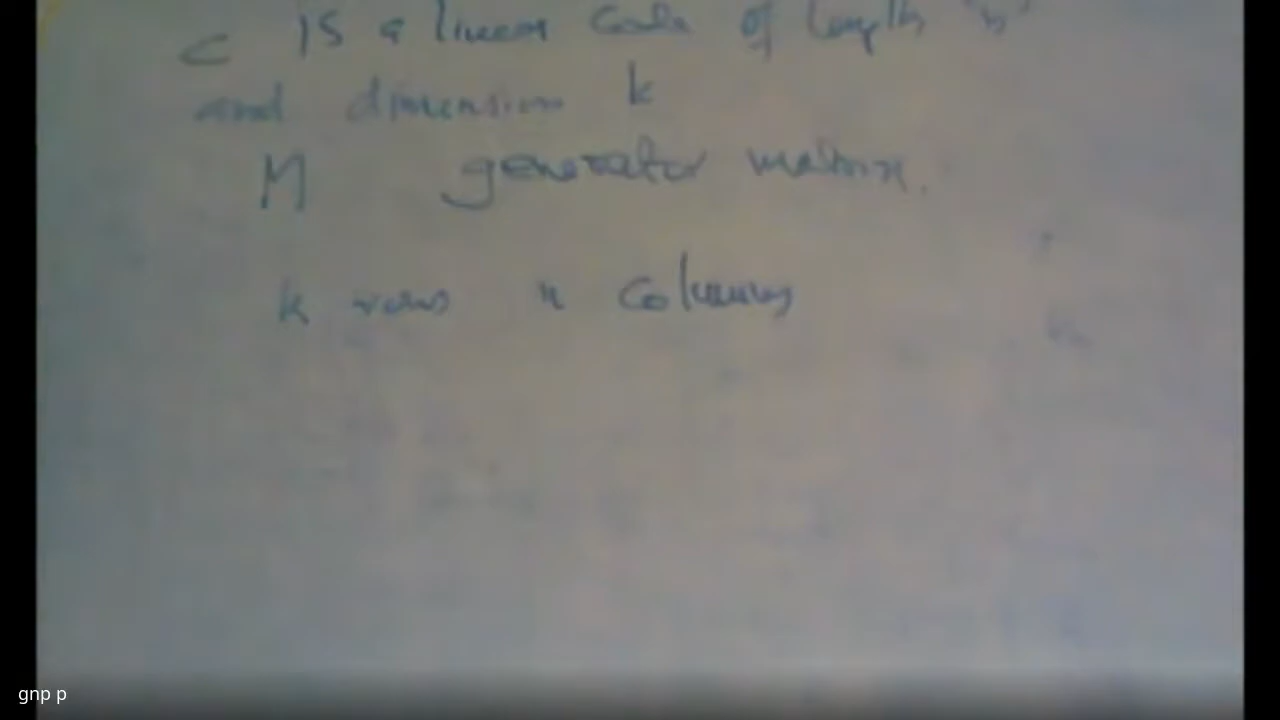 C is a linear code of length "n"
and dimension k
M generator matrix.
k rows n columns
gnp p